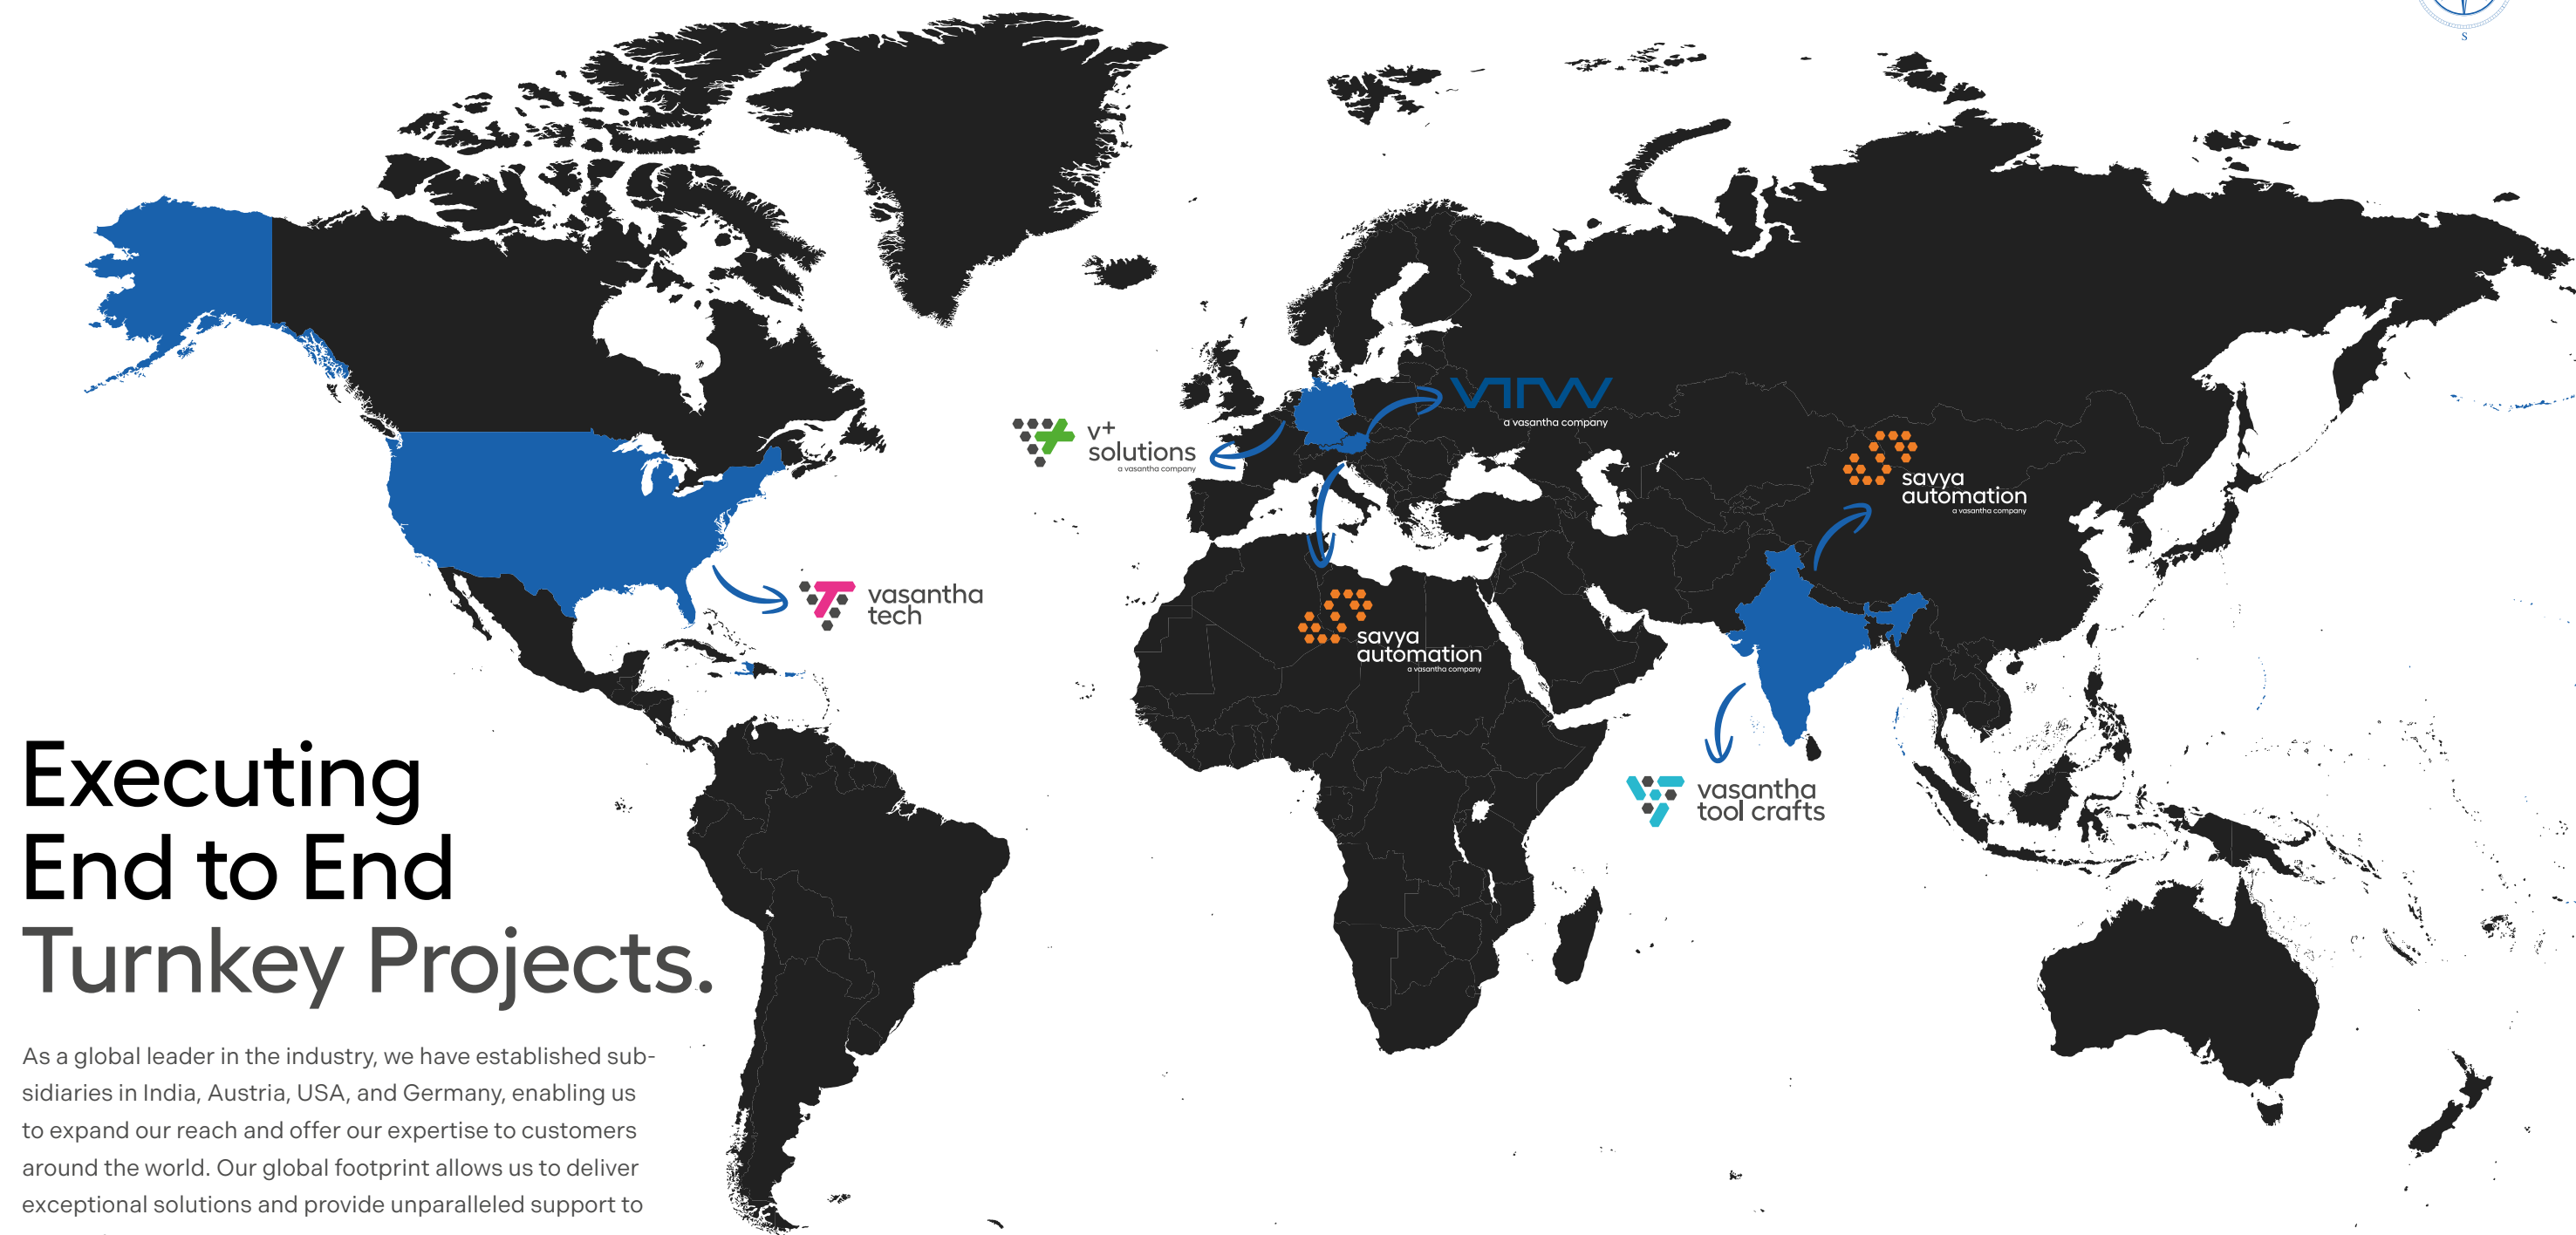 S
VTTW
a vasantha company
v+
solutions
a vasantha company
savya
automation
a vasantha company
vasantha
tech
savya
automation
a vasantha company
vasantha
tool crafts
Executing
End to End
Turnkey Projects.
As a global leader in the industry, we have established sub-
sidiaries in India, Austria, USA, and Germany, enabling us
to expand our reach and offer our expertise to customers
around the world. Our global footprint allows us to deliver
exceptional solutions and provide unparalleled support to